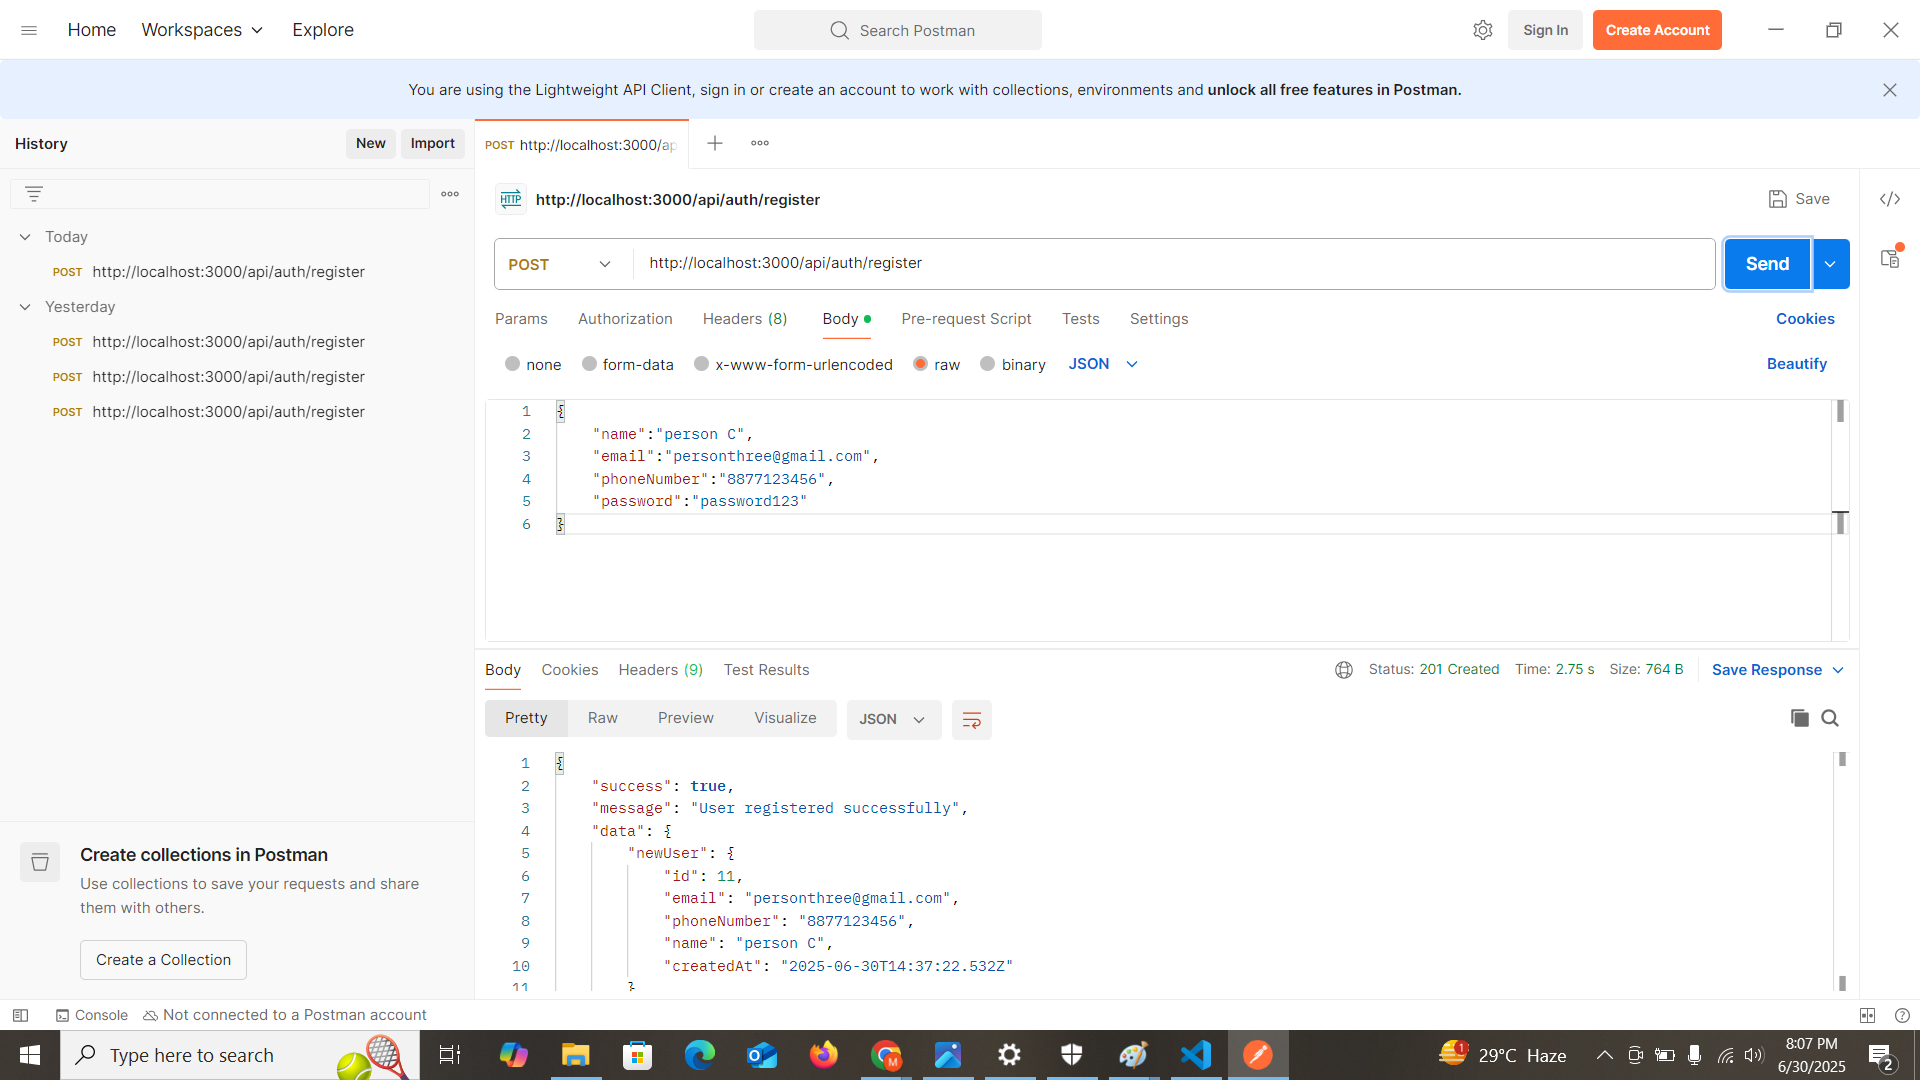 Home
Workspaces
Explore
Search Postman
Sign In
Create Account
You are using the Lightweight API Client, sign in or create an account to work with collections, environments and unlock all free features in Postman.
History
New
Import
POST http://localhost:3000/ap
HTTP http://localhost:3000/api/auth/register
Save
Today
POST http://localhost:3000/api/auth/register
Yesterday
POST http://localhost:3000/api/auth/register
POST http://localhost:3000/api/auth/register
POST http://localhost:3000/api/auth/register
POST
http://localhost:3000/api/auth/register
Send
Params
Authorization
Headers (8)
Body
Pre-request Script
Tests
Settings
Cookies
none
form-data
x-www-form-urlencoded
raw
binary
JSON
Beautify
1 {
2 "name":"person C",
3 "email":"personthree@gmail.com",
4 "phoneNumber":"8877123456",
5 "password":"password123"
6 }
Body
Cookies
Headers (9)
Test Results
Status: 201 Created
Time: 2.75 s
Size: 764 B
Save Response
Pretty
Raw
Preview
Visualize
JSON
1 {
2 "success": true,
3 "message": "User registered successfully",
4 "data": {
5 "newUser": {
6 "id": 11,
7 "email": "personthree@gmail.com",
8 "phoneNumber": "8877123456",
9 "name": "person C",
10 "createdAt": "2025-06-30T14:37:22.532Z"
11 }
Create collections in Postman
Use collections to save your requests and share
them with others.
Create a Collection
Console
Not connected to a Postman account
Type here to search
M
1
29°C Haze
8:07 PM
6/30/2025
2